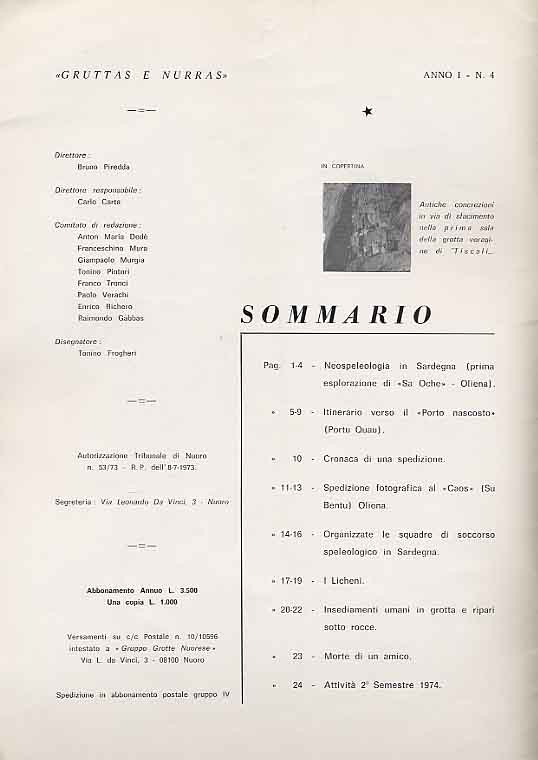 «GRUTTAS E NURRAS»
ANNO I - N. 4
Direttore:
Bruno Piredda
Direttore responsabile:
Carlo Carta
Comitato di redazione:
Anton Maria Dedè
Franceschino Mura
Giampaolo Murgia
Tonino Pintori
Franco Tronci
Paolo Verachi
Enrico Richero
Raimondo Gabbas
Disegnatore:
Tonino Frogheri
Autorizzazione Tribunale di Nuoro
n. 53/73 - R.P. dell'8-7-1973.
Segreteria: Via Leonardo Da Vinci, 3 - Nuoro
Abbonamento Annuo L. 3.500
Una copia L. 1.000
Versamenti su c/c Postale n. 10/10596
intestato a «Gruppo Grotte Nuorese»
Via L. da Vinci, 3 - 08100 Nuoro
Spedizione in abbonamento postale gruppo IV
IN COPERTINA
Antiche concrezioni
in via di stacamento
nella prima sala
della grotta voragi-
ne di "Tiscali„
SOMMARIO
Pag. 1-4 - Neospeleologia in Sardegna (prima
esplorazione di «Sa Oche» - Oliena).
» 5-9 - Itinerario verso il «Porto nascosto»
(Portu Quau).
» 10 - Cronaca di una spedizione.
» 11-13 - Spedizione fotografica al «Caos» (Su
Bentu) Oliena.
» 14-16 - Organizzate le squadre di soccorso
speleologico in Sardegna.
» 17-19 - I Licheni.
» 20-22 - Insediamenti umani in grotta e ripari
sotto rocce.
» 23 - Morte di un amico.
» 24 - Attività 2° Semestre 1974.